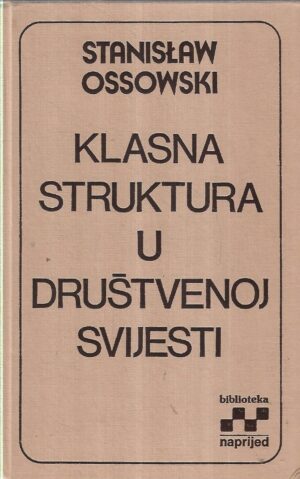 STANISŁAW
OSSOWSKI
KLASNA
STRUKTURA
U
DRUŠTVENOJ
SVIJESTI
biblioteka
naprijed